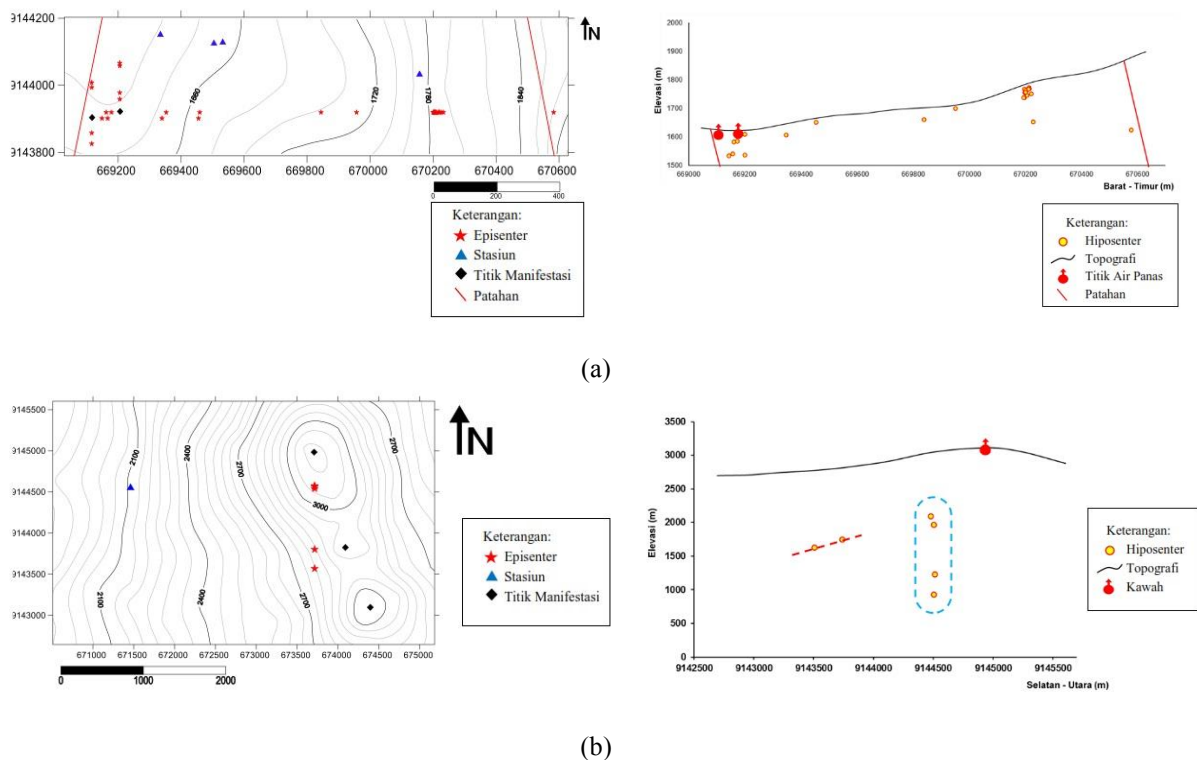 9144200
9144000
9143800
669200
669400
669600
669800
670000
670200
670400
670600
1660
1720
1780
1840
N
0
200
400
Keterangan:
Episenter
Stasiun
Titik Manifestasi
Patahan
2000
1900
1800
1700
1600
1500
Elevasi (m)
669000
669200
669400
669600
669800
670000
670200
670400
670600
Barat - Timur (m)
Keterangan:
Hiposenter
Topografi
Titik Air Panas
Patahan
(a)
9145500
9145000
9144500
9144000
9143500
9143000
671000
671500
672000
672500
673000
673500
674000
674500
675000
2100
2400
2700
2700
3000
2100
2400
2700
0
1000
2000
N
Keterangan:
Episenter
Stasiun
Titik Manifestasi
3500
3000
2500
2000
1500
1000
500
0
Elevasi (m)
9142500
9143000
9143500
9144000
9144500
9145000
9145500
Selatan - Utara (m)
Keterangan:
Hiposenter
Topografi
Kawah
(b)